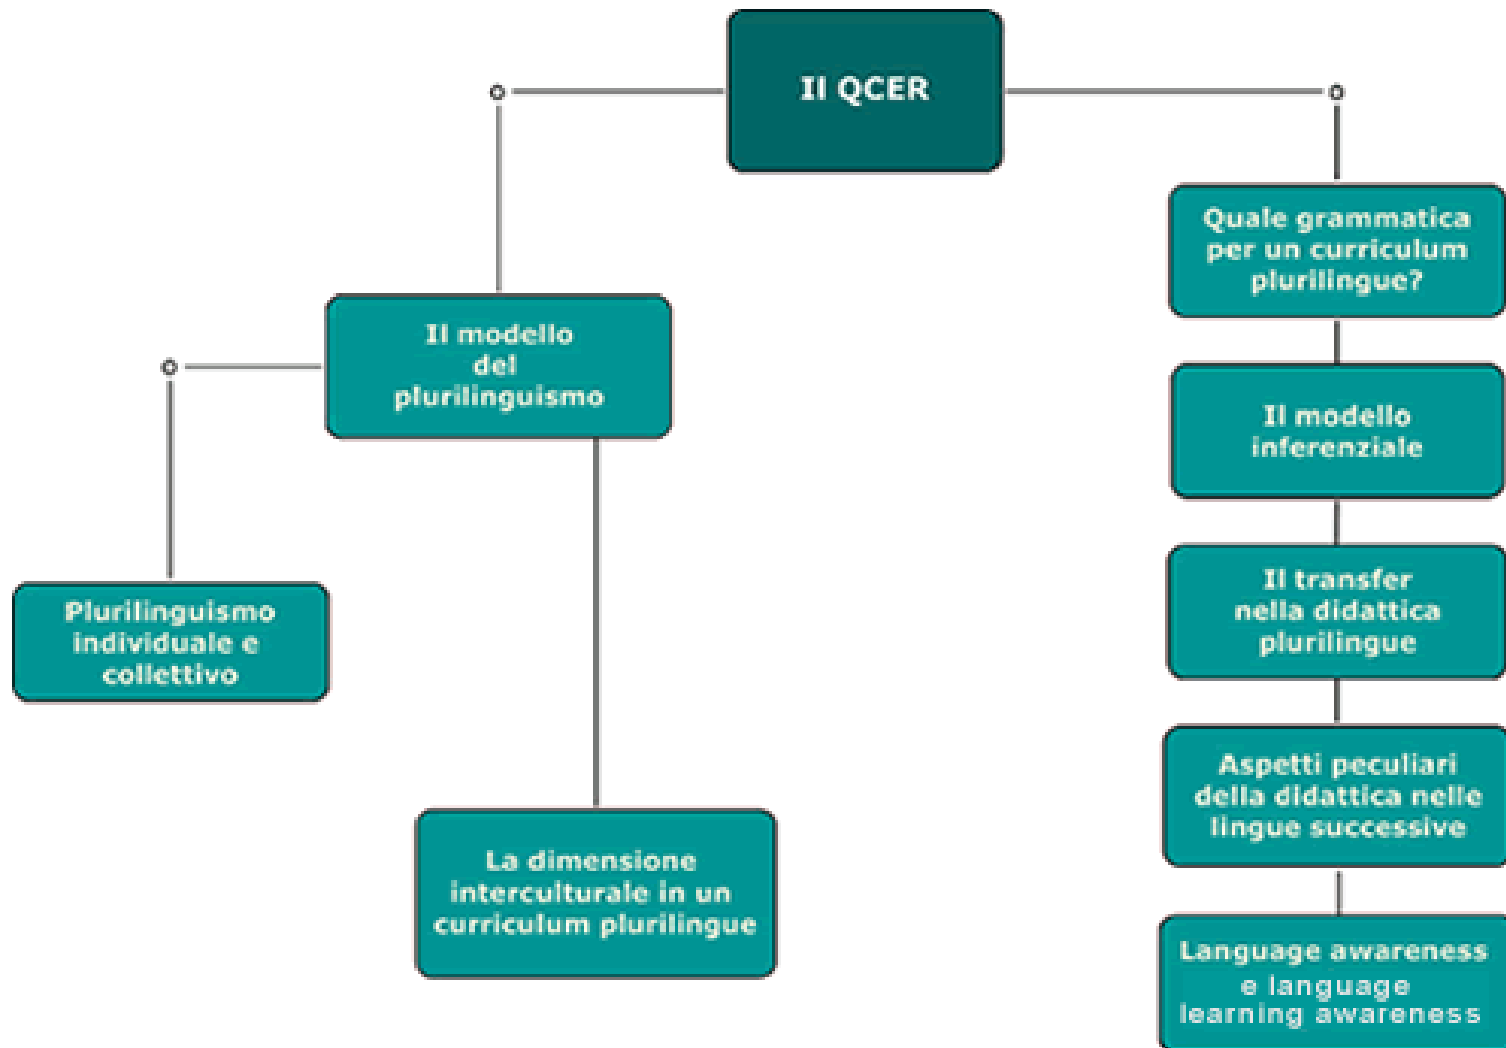 Il QCER
Il modello
del
plurilinguismo
Plurilinguismo
individuale e
collettivo
La dimensione
interculturale in un
curriculum plurilingue
Quale grammatica
per un curriculum
plurilingue?
Il modello
inferenziale
Il transfer
nella didattica
plurilingue
Aspetti peculiari
della didattica nelle
lingue successive
Language awareness
e language
learning awareness